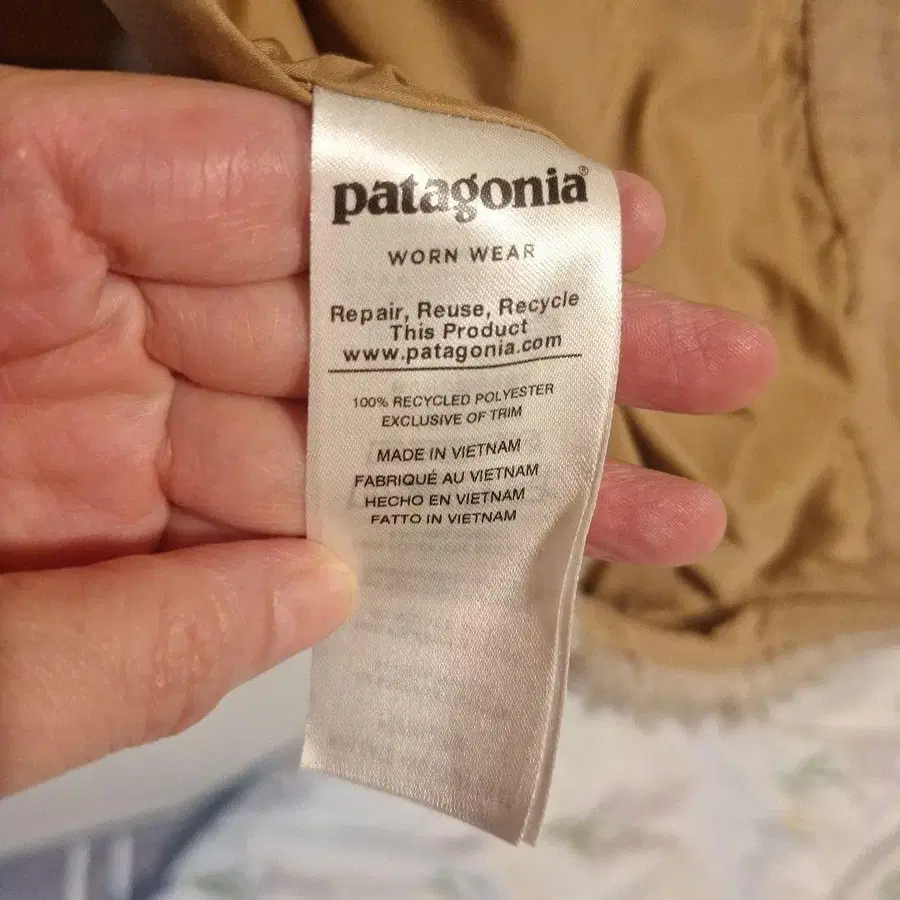 patagonia®
WORN WEAR
Repair, Reuse, Recycle
This Product
www.patagonia.com
100% RECYCLED POLYESTER
EXCLUSIVE OF TRIM
MADE IN VIETNAM
FABRIQUÉ AU VIETNAM
HECHO EN VIETNAM
FATTO IN VIETNAM